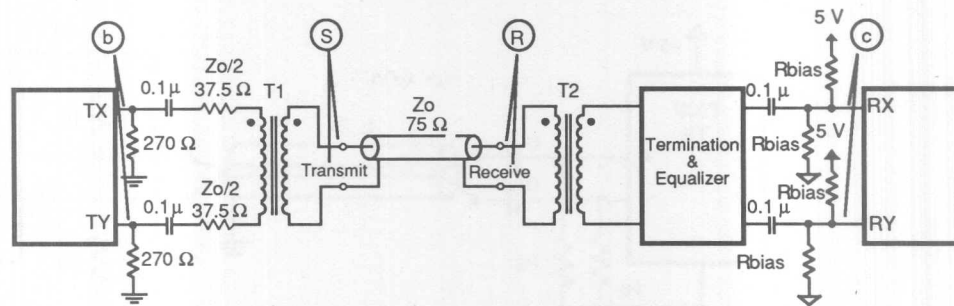 b
S
R
5 V
c
Zo/2
0.1 μ
37.5 Ω
T1
Zo
75 Ω
T2
Rbias
0.1 μ
TX
RX
270 Ω
Transmit
Receive
Termination
&
Equalizer
Rbias
5 V
Zo/2
0.1 μ
37.5 Ω
Rbias
0.1 μ
TY
RY
270 Ω
Rbias